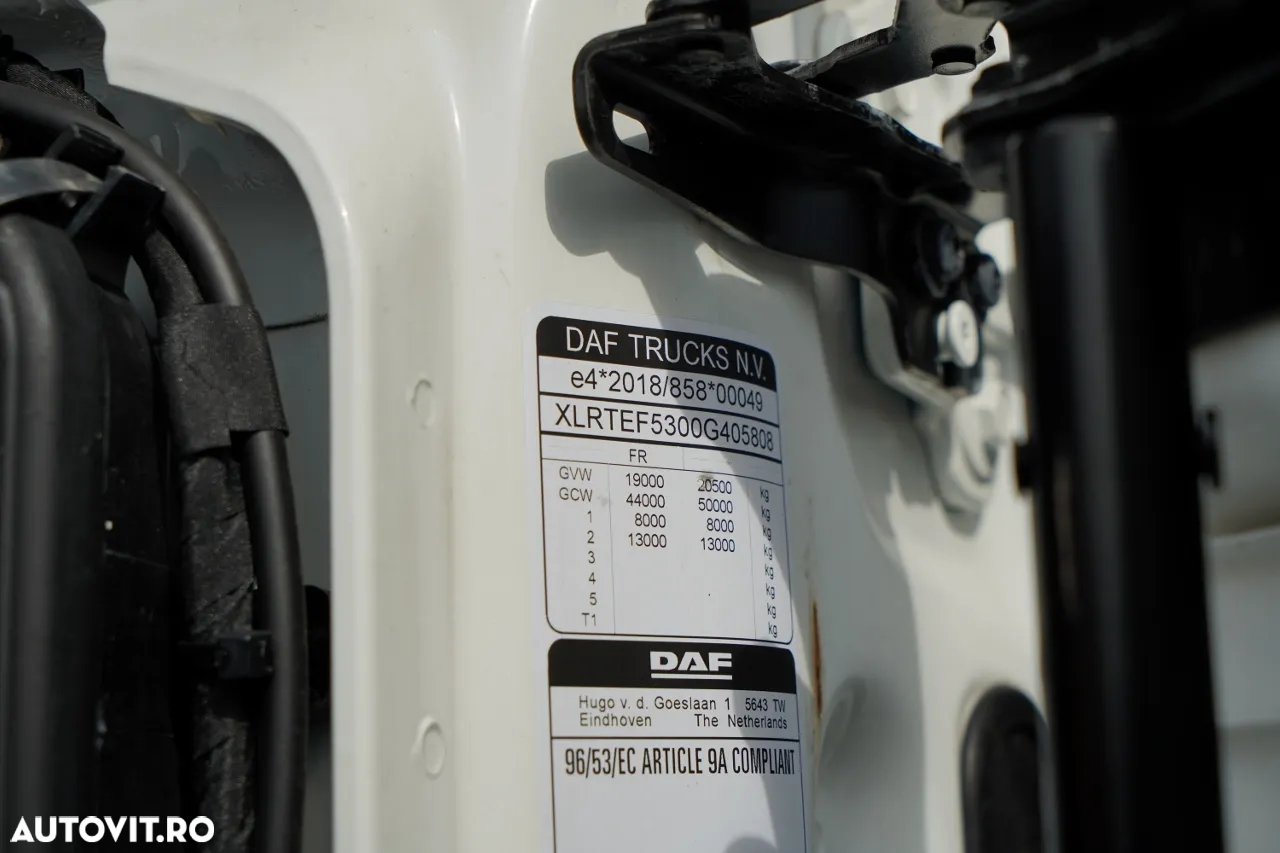 DAF TRUCKS N.V.
e4*2018/858*00049
XLRTEF5300G405808
FR
GVW 19000 20500 kg
GCW 44000 50000 kg
1 8000 8000 kg
2 13000 13000 kg
3 kg
4 kg
5 kg
T1 kg
DAF
Hugo v. d. Goeslaan 1 5643 TW
Eindhoven The Netherlands
96/53/EC ARTICLE 9A COMPLIANT
AUTOVIT.RO